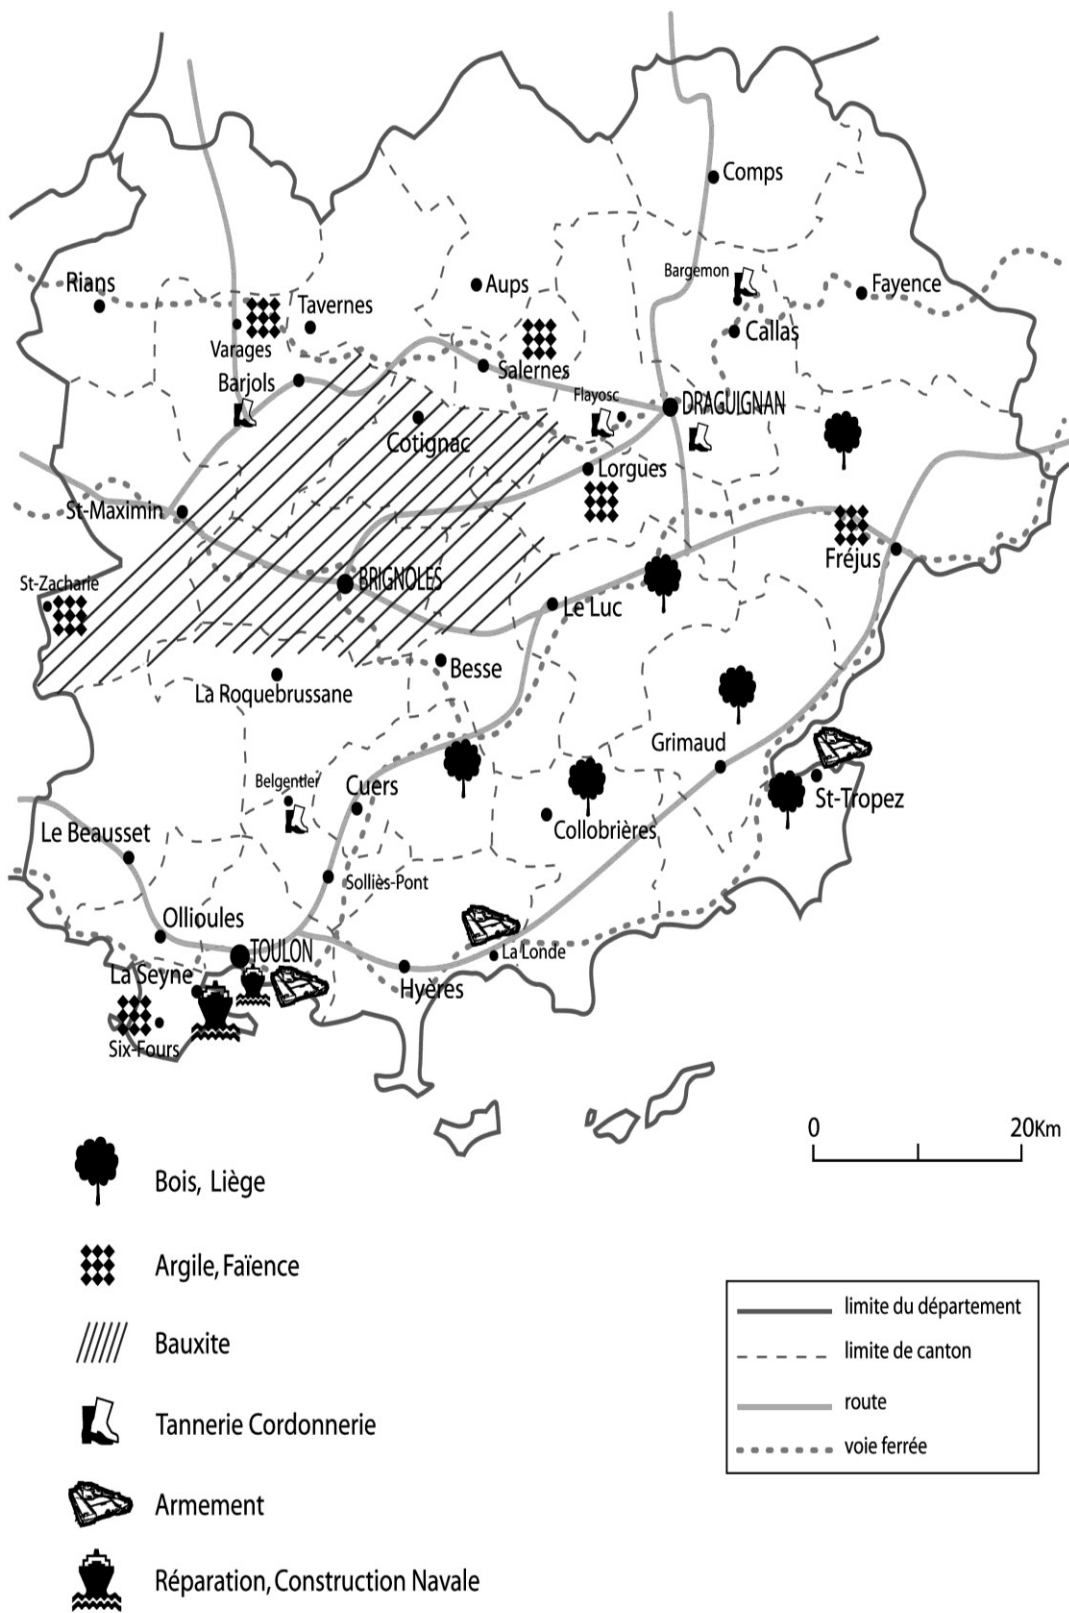 Comps
Bargemon
Rians
Aups
Fayence
Tavernes
Callas
Varages
Salernes
Barjols
Flayosc
DRAGUIGNAN
Cotignac
Lorgues
St-Maximin
Fréjus
St-Zacharie
BRIGNOLES
Le Luc
Besse
La Roquebrussane
Grimaud
Belgentier
Cuers
St-Tropez
Le Beausset
Collobrières
Solliès-Pont
Ollioules
TOULON
La Londe
La Seyne
Hyères
Six-Fours
0 20Km
Bois, Liège
Argile, Faïence
Bauxite
Tannerie Cordonnerie
Armement
Réparation, Construction Navale
limite du département
limite de canton
route
voie ferrée